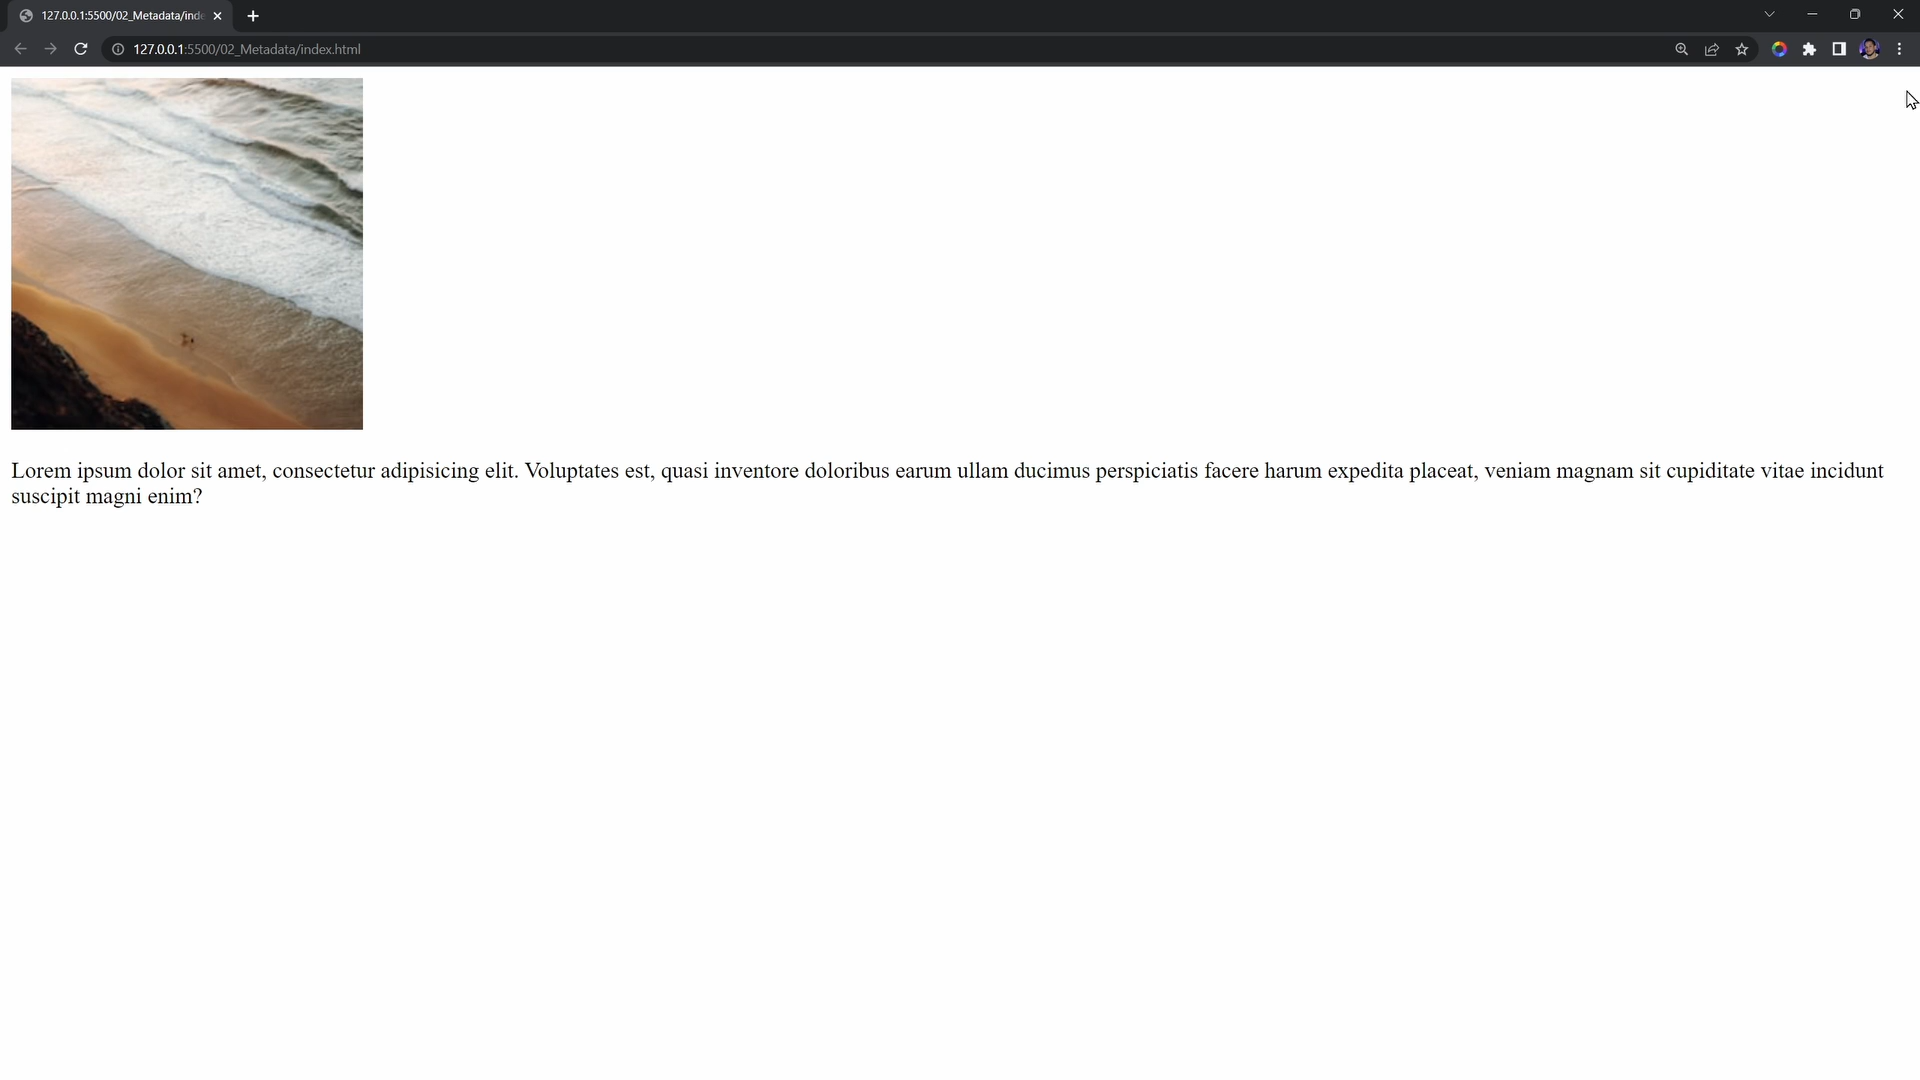 127.0.0.1:5500/02_Metadata/inde
127.0.0.1:5500/02_Metadata/index.html
Lorem ipsum dolor sit amet, consectetur adipisicing elit. Voluptates est, quasi inventore doloribus earum ullam ducimus perspiciatis facere harum expedita placeat, veniam magnam sit cupiditate vitae incidunt
suscipit magni enim?